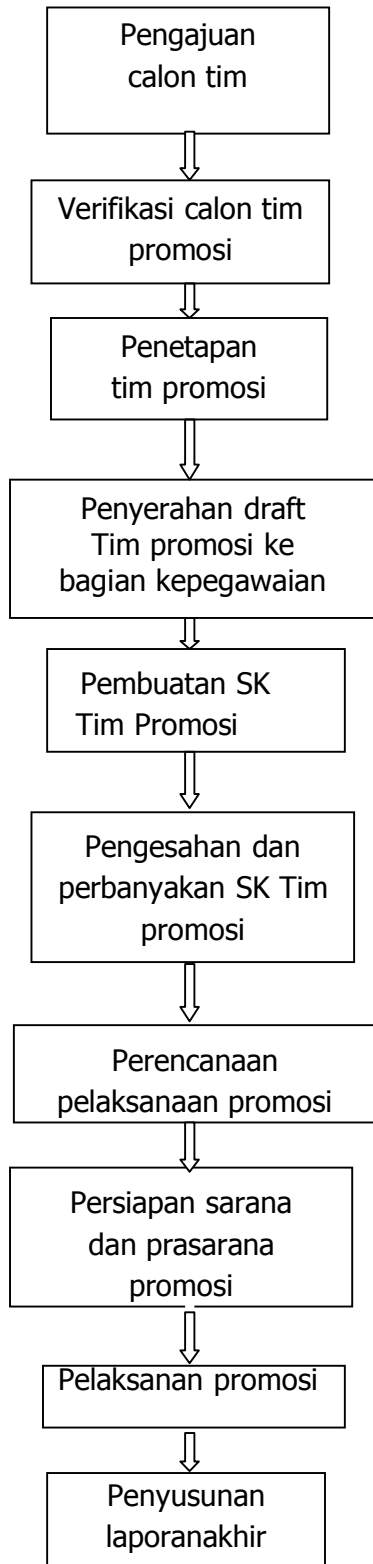 Pengajuan
calon tim
Verifikasi calon tim
promosi
Penetapan
tim promosi
Penyerahan draft
Tim promosi ke
bagian kepegawaian
Pembuatan SK
Tim Promosi
Pengesahan dan
perbanyakan SK Tim
promosi
Perencanaan
pelaksanaan promosi
Persiapan sarana
dan prasarana
promosi
Pelaksanan promosi
Penyusunan
laporanakhir